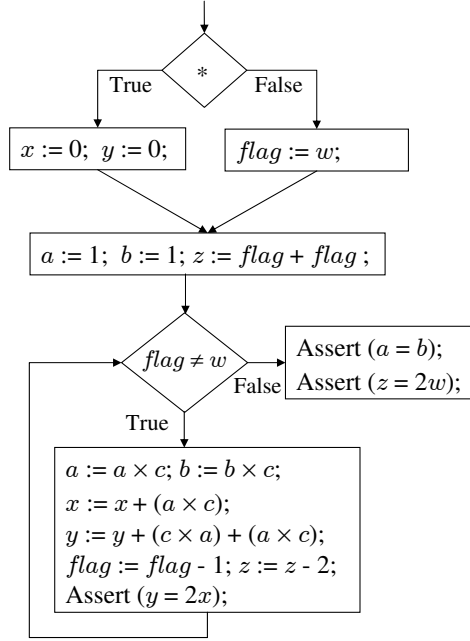 *
True
False
x := 0; y := 0;
flag := w;
a := 1; b := 1; z := flag + flag ;
flag ≠ w
False
True
Assert (a = b);
Assert (z = 2w);
a := a × c; b := b × c;
x := x + (a × c);
y := y + (c × a) + (a × c);
flag := flag - 1; z := z - 2;
Assert (y = 2x);